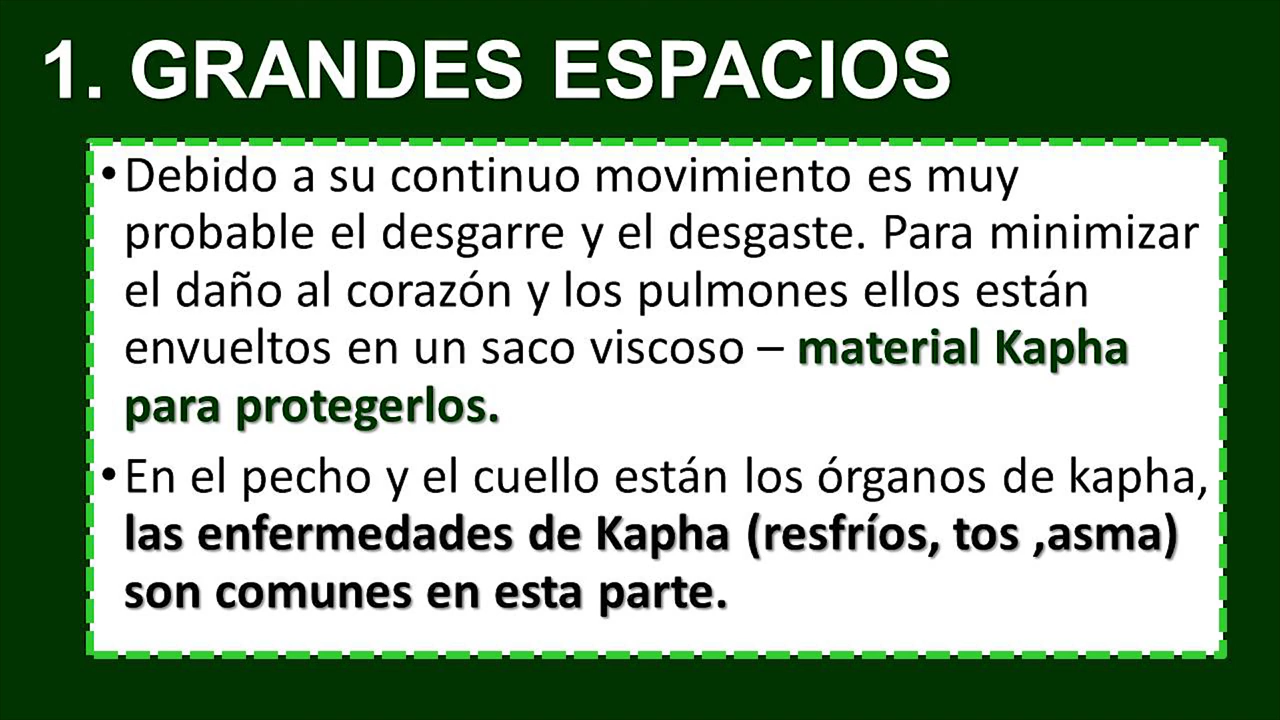 1. GRANDES ESPACIOS
•Debido a su continuo movimiento es muy
probable el desgarre y el desgaste. Para minimizar
el daño al corazón y los pulmones ellos están
envueltos en un saco viscoso – material Kapha
para protegerlos.
•En el pecho y el cuello están los órganos de kapha,
las enfermedades de Kapha (resfríos, tos ,asma)
son comunes en esta parte.